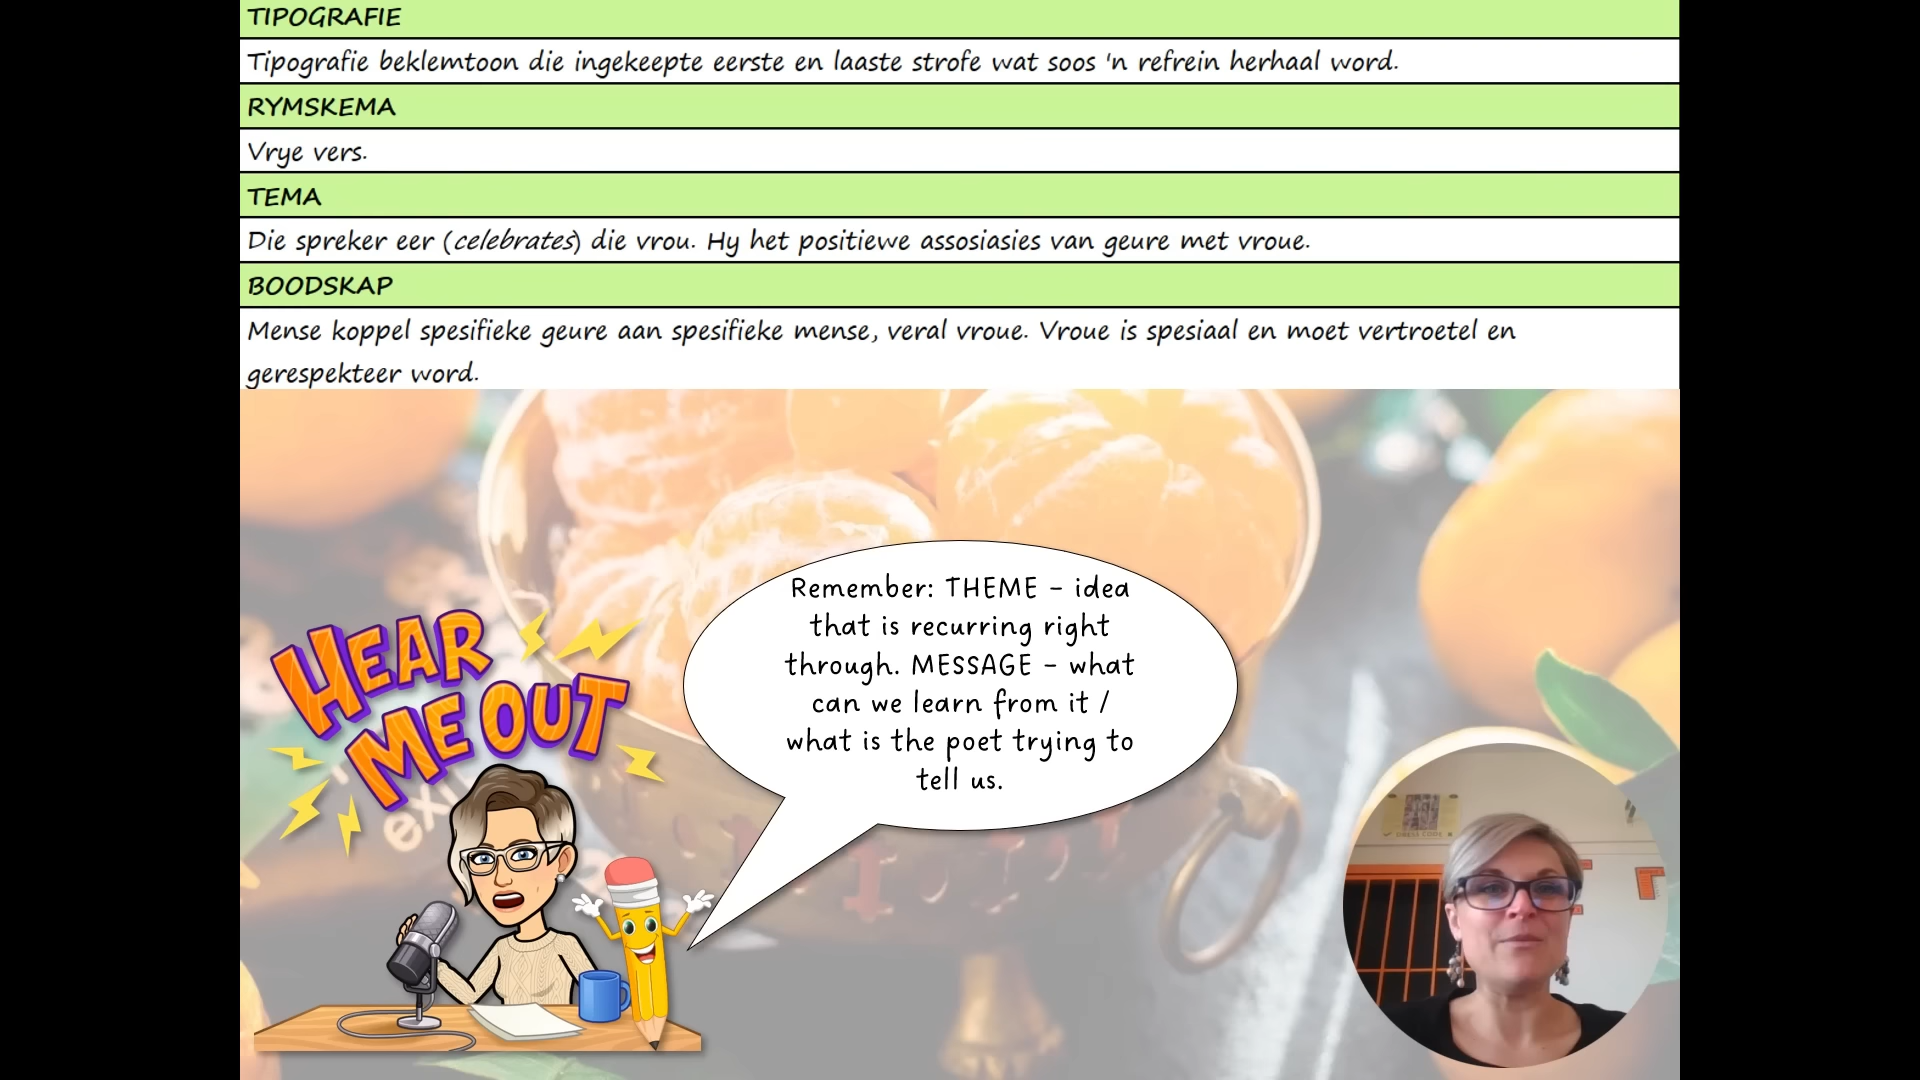 TIPOGRAFIE
Tipografie beklemtoon die ingekeepte eerste en laaste strofe wat soos 'n refrein herhaal word.
RYMSKEMA
Vrye vers.
TEMA
Die spreker eer (celebrates) die vrou. Hy het positiewe assosiasies van geure met vroue.
BOODSKAP
Mense koppel spesifieke geure aan spesifieke mense, veral vroue. Vroue is spesiaal en moet vertroetel en
gerespekteer word.
Remember: THEME - idea
that is recurring right
through. MESSAGE - what
can we learn from it /
what is the poet trying to
tell us.
HEAR
ME OUT
DRESS CODE